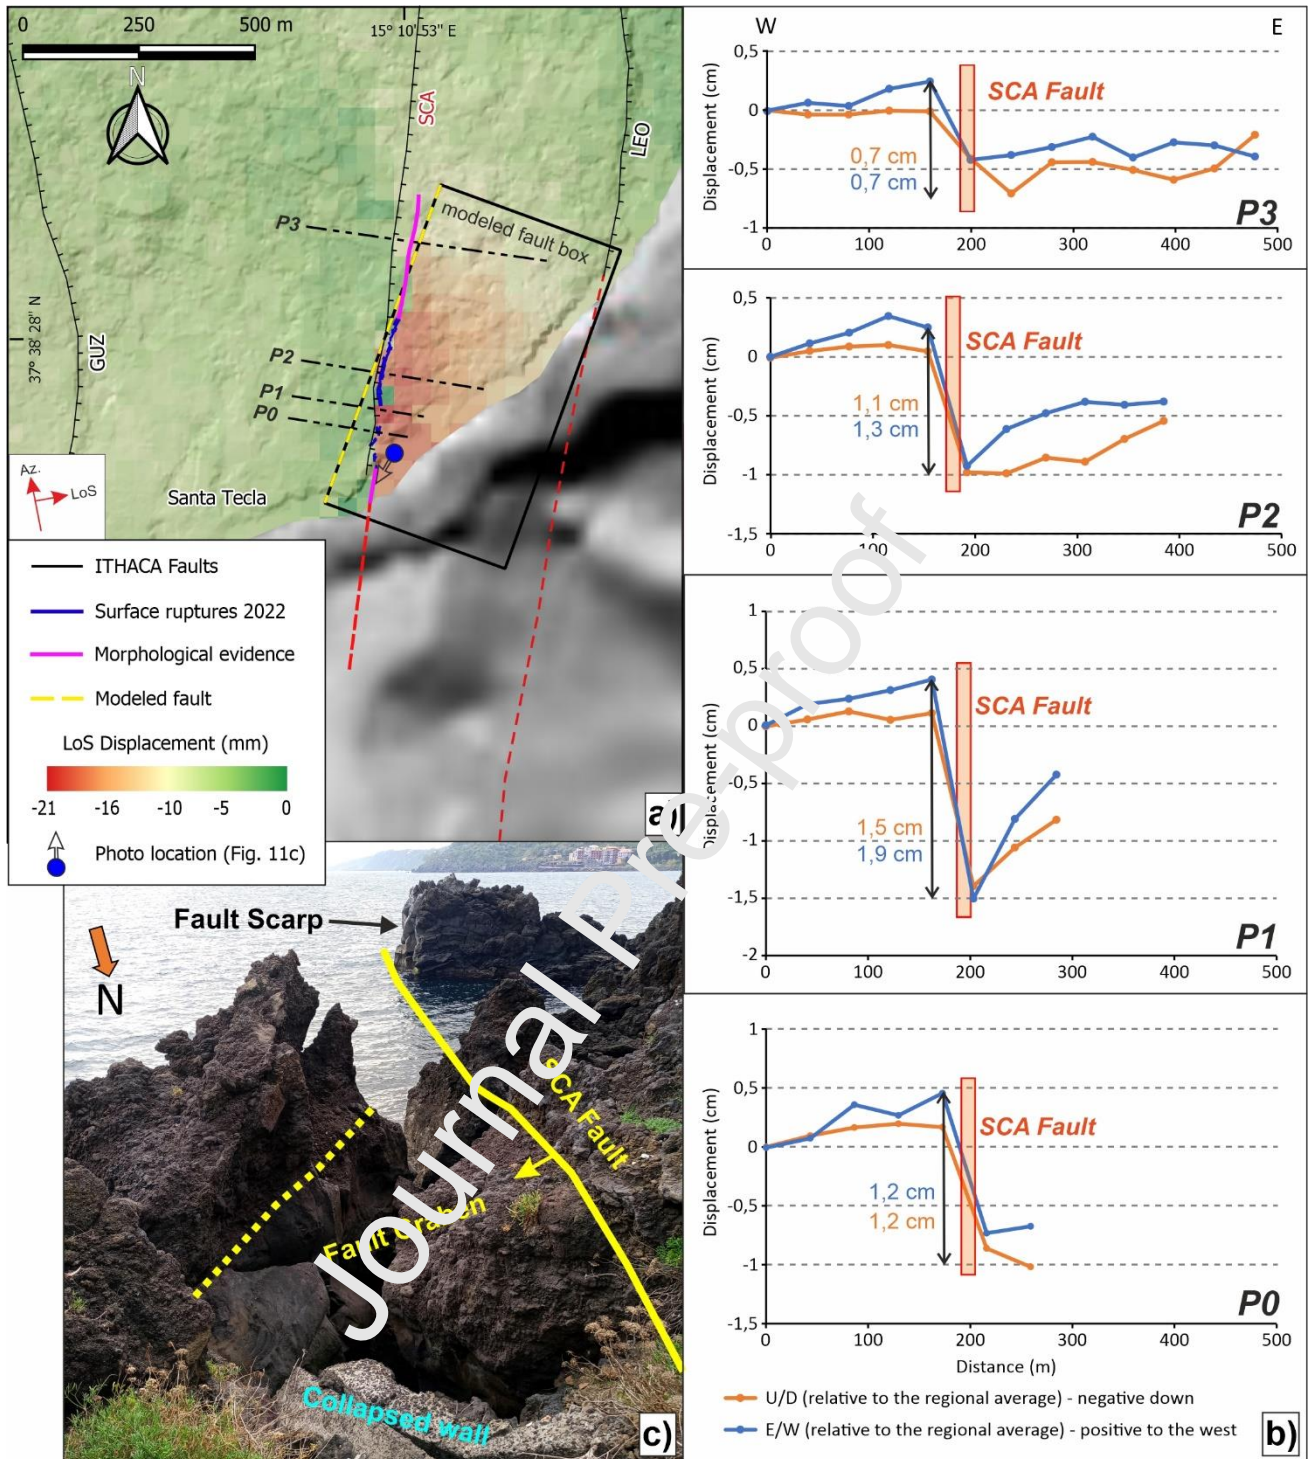 0 250 500 m
15° 10' 53" E
N
SCA
LEO
modeled fault box
P3
37° 38' 28" N
GUZ
P2
P1
P0
Az.
LoS
Santa Tecla
ITHACA Faults
Surface ruptures 2022
Morphological evidence
Modeled fault
LoS Displacement (mm)
-21 -16 -10 -5 0
Photo location (Fig. 11c)
a)
W E
0,5
0
-0,5
-1
Displacement (cm)
SCA Fault
0,7 cm
0,7 cm
P3
0 100 200 300 400 500
0,5
0
-0,5
-1
-1,5
Displacement (cm)
SCA Fault
1,1 cm
1,3 cm
P2
0 100 200 300 400 500
1
0,5
0
-0,5
-1
-1,5
-2
Displacement (cm)
SCA Fault
1,5 cm
1,9 cm
P1
0 100 200 300 400 500
1
0,5
0
-0,5
-1
-1,5
Displacement (cm)
SCA Fault
1,2 cm
1,2 cm
P0
0 100 200 300 400 500
Distance (m)
U/D (relative to the regional average) - negative down
E/W (relative to the regional average) - positive to the west
b)
Fault Scarp
N
SCA Fault
Fault Graben
Collapsed wall
c)
Journal Pre-proof